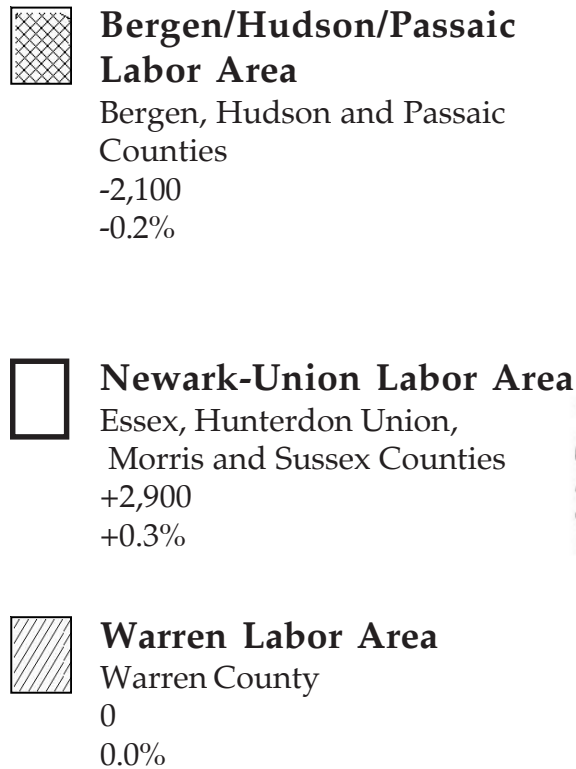 Bergen/Hudson/Passaic
Labor Area
Bergen, Hudson and Passaic
Counties
-2,100
-0.2%
Newark-Union Labor Area
Essex, Hunterdon Union,
Morris and Sussex Counties
+2,900
+0.3%
Warren Labor Area
Warren County
0
0.0%